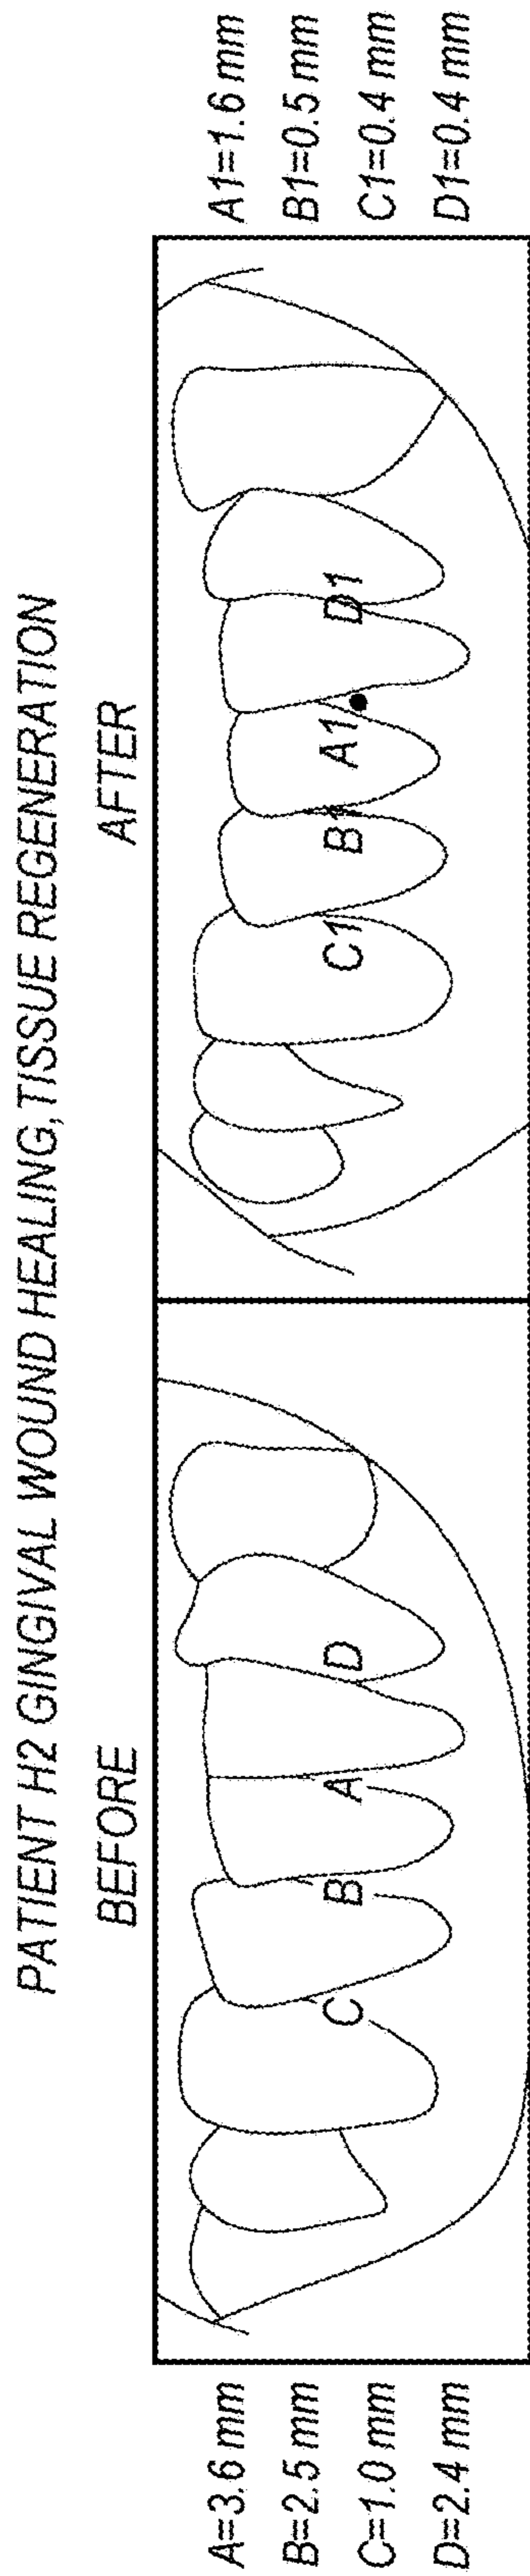 PATIENT H2 GINGIVAL WOUND HEALING, TISSUE REGENERATION
BEFORE
AFTER
A=3.6 mm
B=2.5 mm
C=1.0 mm
D=2.4 mm
C
B
A
D
C1
B1
A1
D1
A1=1.6 mm
B1=0.5 mm
C1=0.4 mm
D1=0.4 mm